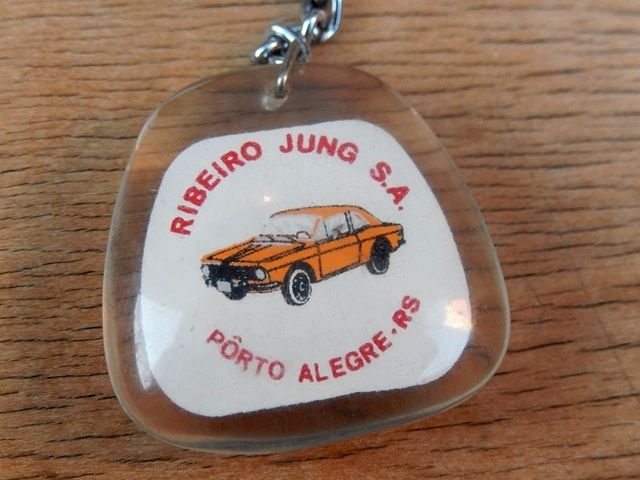 RIBEIRO JUNG S.A.
PÔRTO ALEGRE-RS